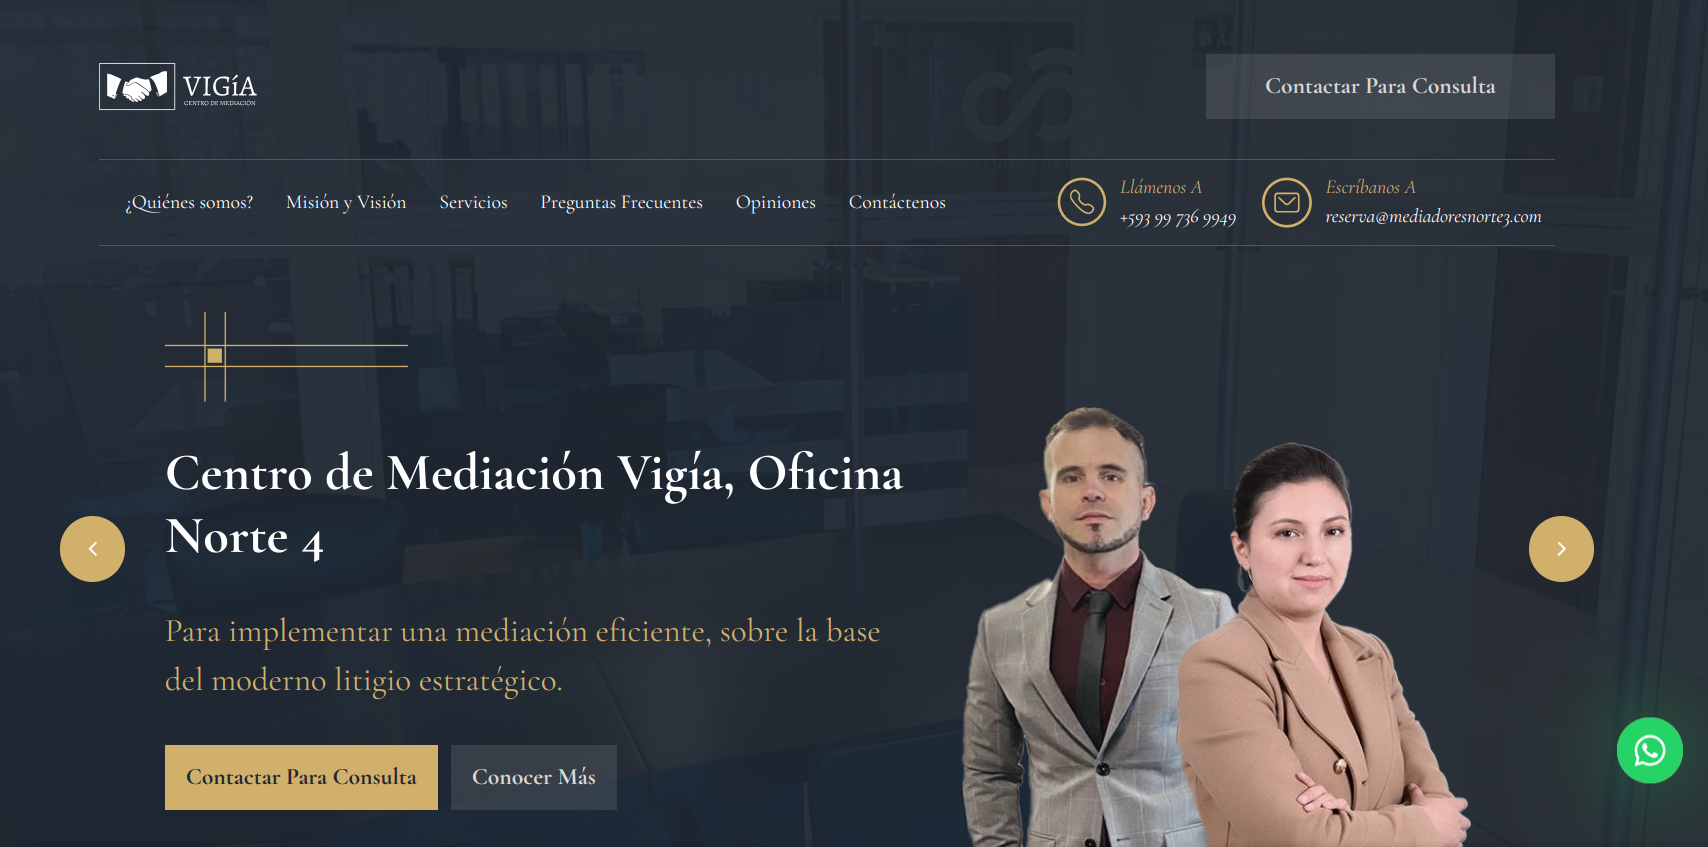 VIGíA
CENTRO DE MEDIACIÓN
Contactar Para Consulta
¿Quiénes somos?
Misión y Visión
Servicios
Preguntas Frecuentes
Opiniones
Contáctenos
Llámenos A
+593 99 736 9949
Escríbanos A
reserva@mediadoresnorte3.com
Centro de Mediación Vigía, Oficina
Norte 4
Para implementar una mediación eficiente, sobre la base
del moderno litigio estratégico.
Contactar Para Consulta
Conocer Más